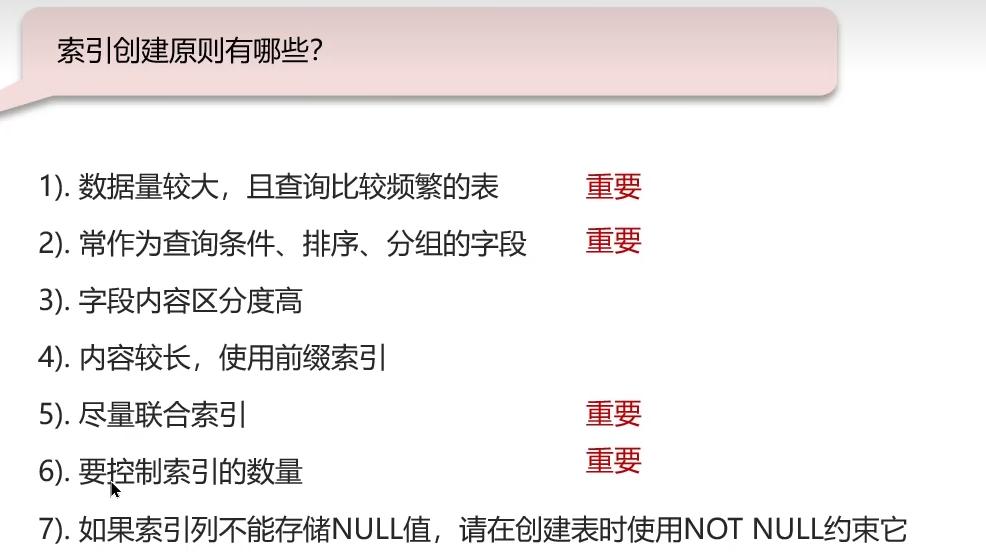 索引创建原则有哪些？
1). 数据量较大，且查询比较频繁的表 重要
2). 常作为查询条件、排序、分组的字段 重要
3). 字段内容区分度高
4). 内容较长，使用前缀索引
5). 尽量联合索引 重要
6). 要控制索引的数量 重要
7). 如果索引列不能存储NULL值，请在创建表时使用NOT NULL约束它